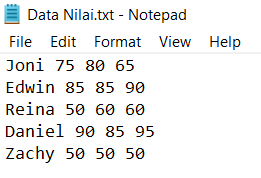 Data Nilai.txt - Notepad
File Edit Format View Help
Joni 75 80 65
Edwin 85 85 90
Reina 50 60 60
Daniel 90 85 95
Zachy 50 50 50